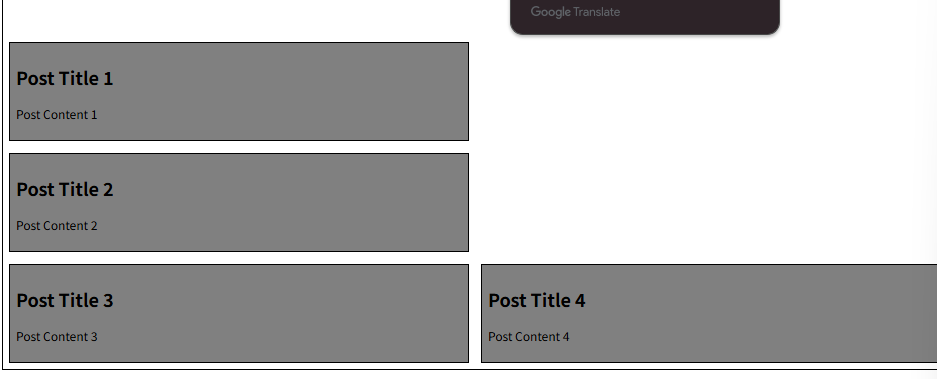 Google Translate
Post Title 1
Post Content 1
Post Title 2
Post Content 2
Post Title 3
Post Content 3
Post Title 4
Post Content 4